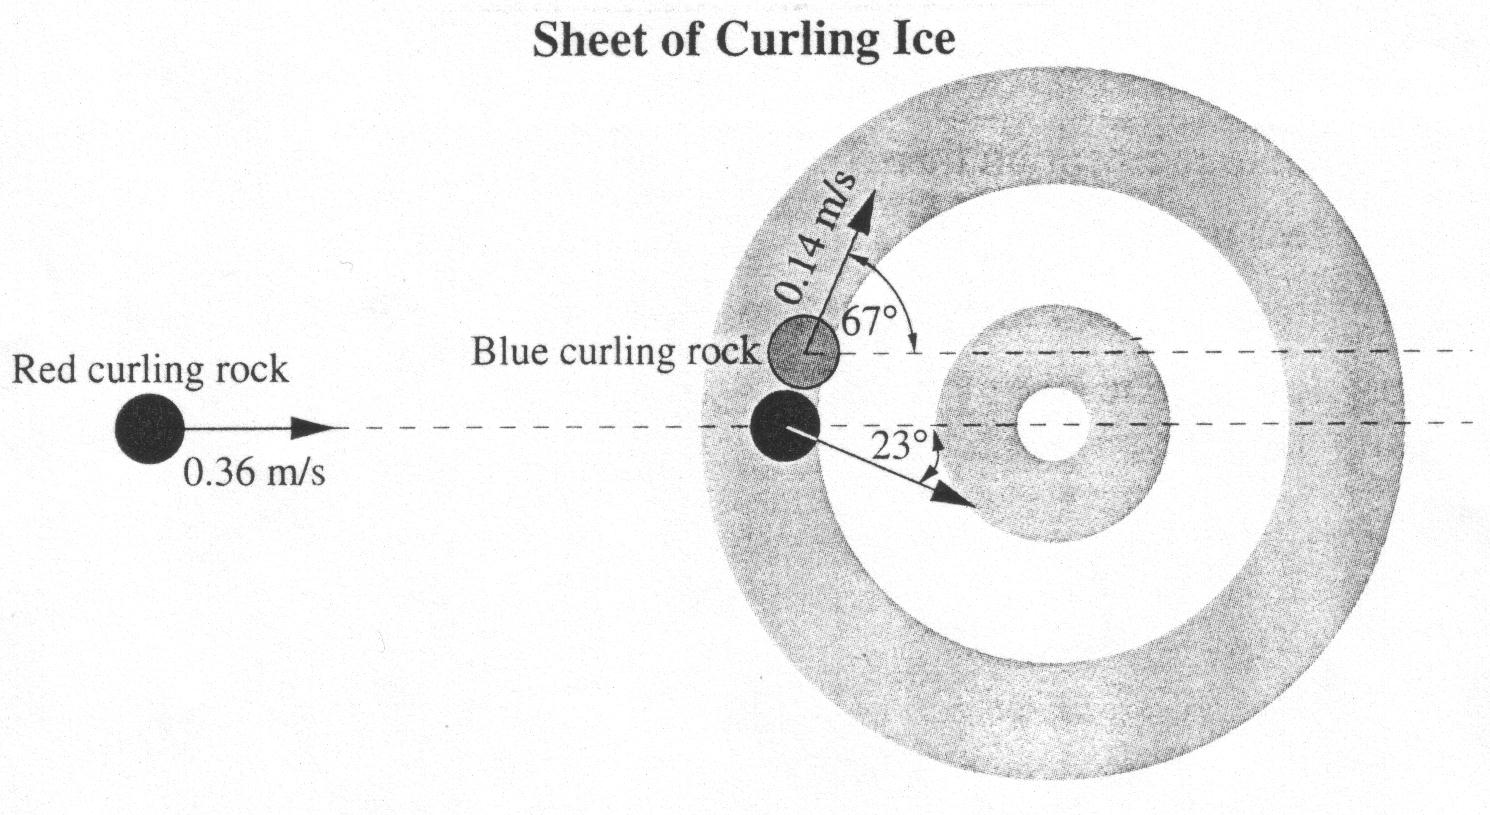 Sheet of Curling Ice
0.14 m/s
67°
Blue curling rock
Red curling rock
23°
0.36 m/s